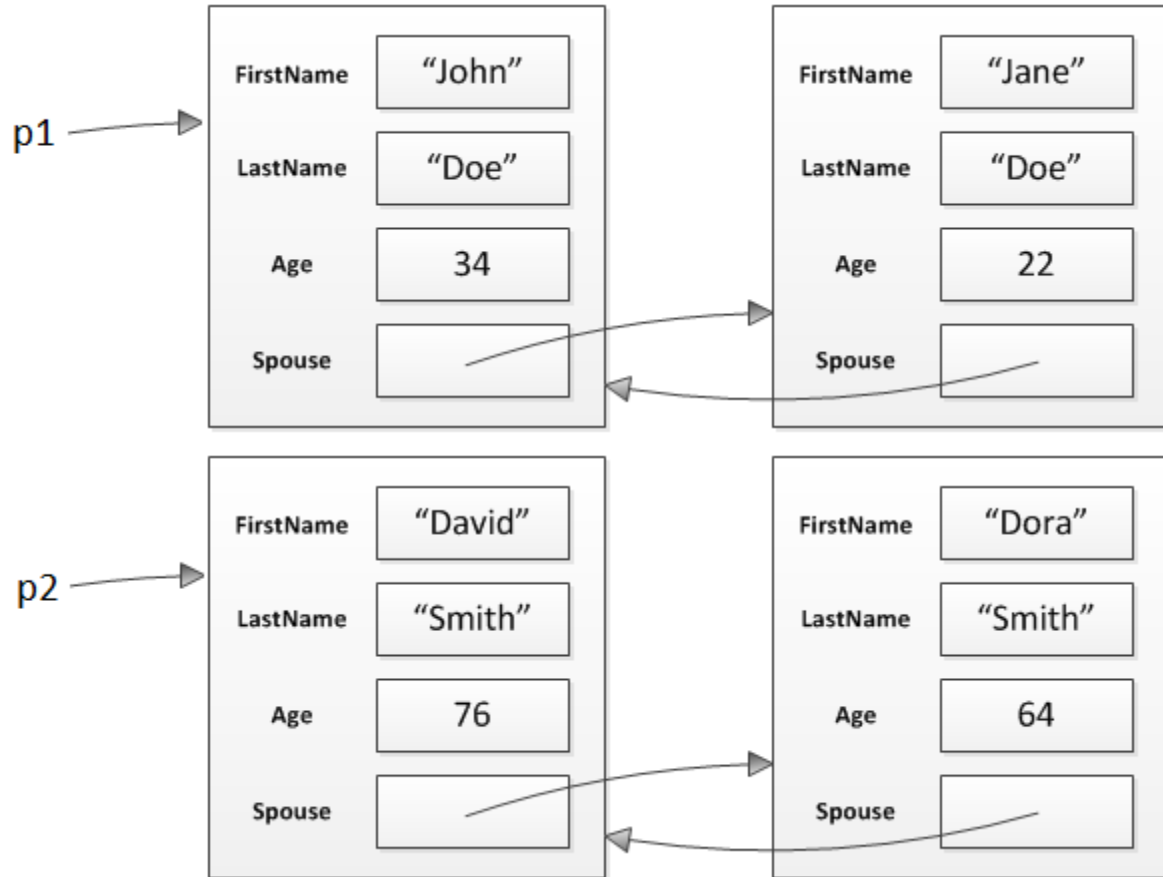 p1
FirstName “John”
LastName “Doe”
Age 34
Spouse
FirstName “Jane”
LastName “Doe”
Age 22
Spouse
p2
FirstName “David”
LastName “Smith”
Age 76
Spouse
FirstName “Dora”
LastName “Smith”
Age 64
Spouse